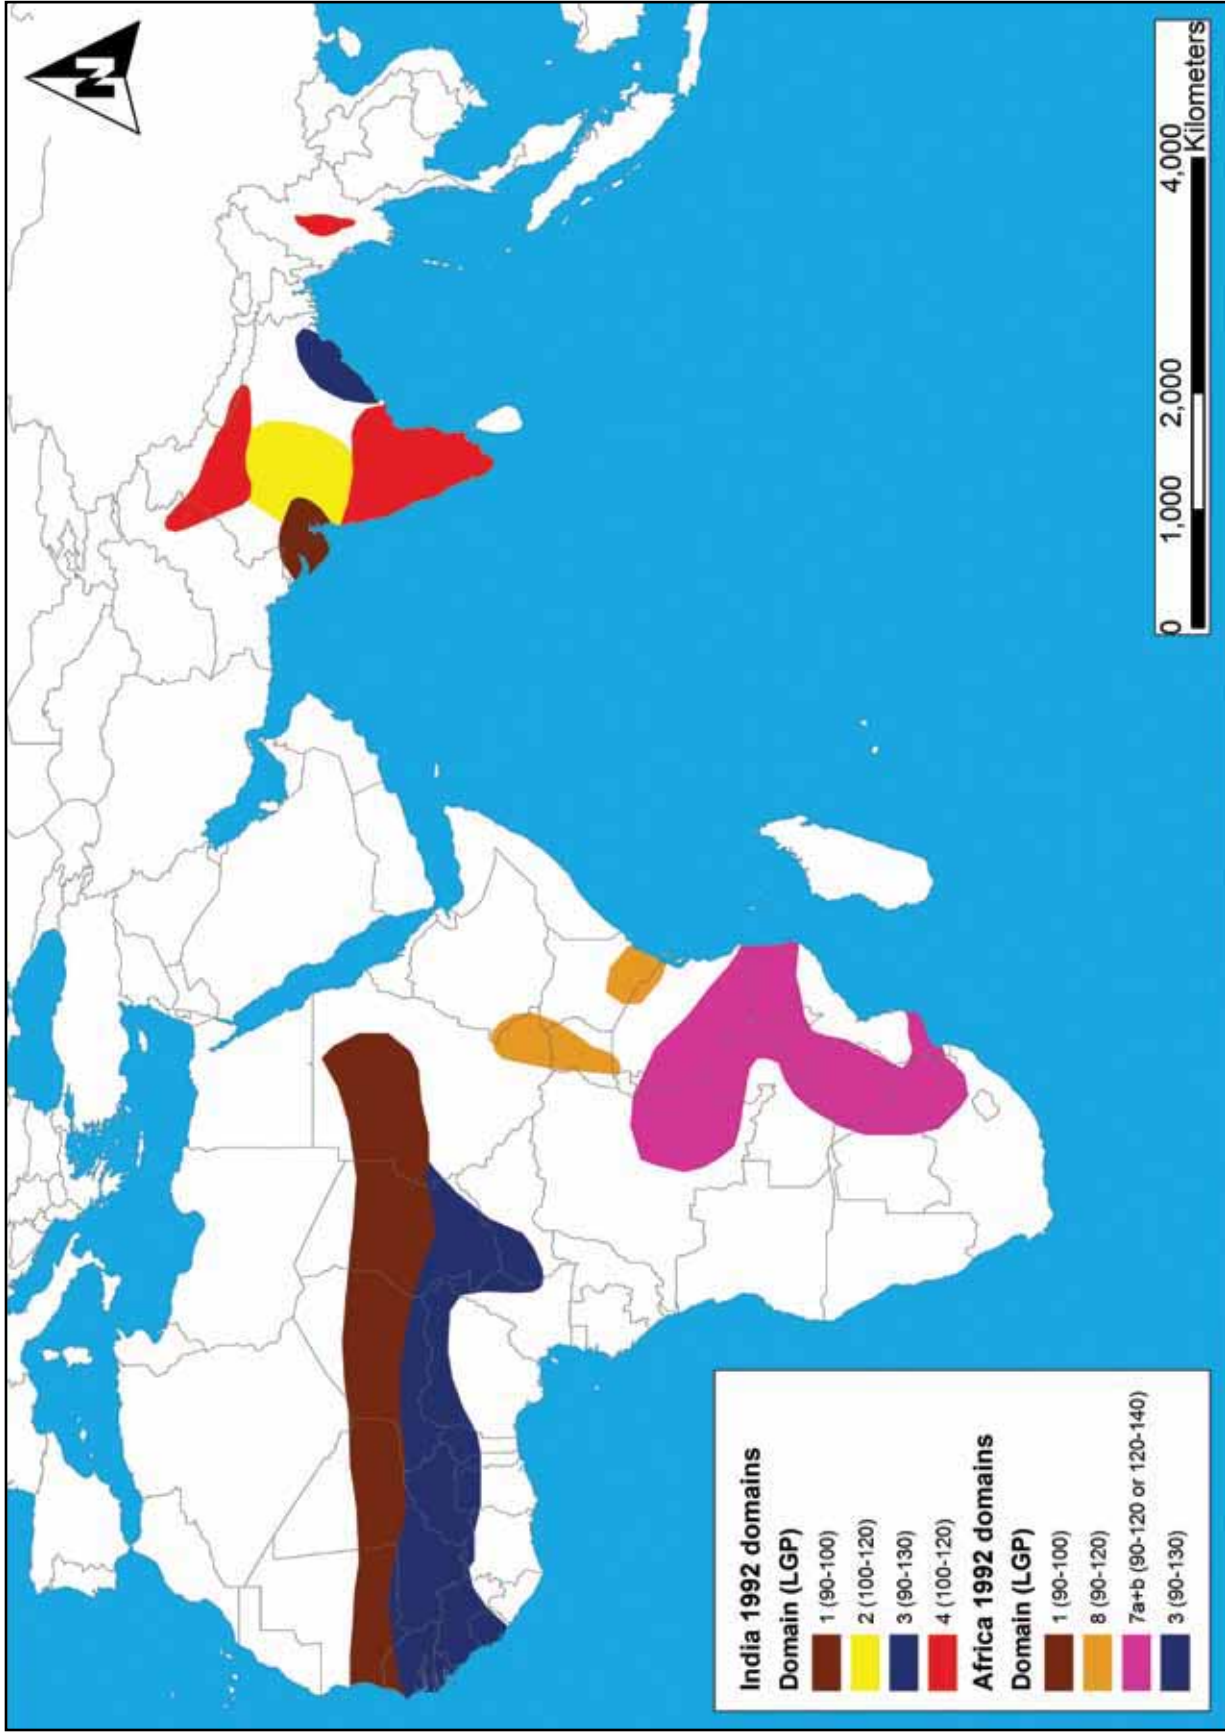 N
India 1992 domains
Domain (LGP)
1 (90-100)
2 (100-120)
3 (90-130)
4 (100-120)
Africa 1992 domains
Domain (LGP)
1 (90-100)
8 (90-120)
7a+b (90-120 or 120-140)
3 (90-130)
0 1,000 2,000 4,000
Kilometers